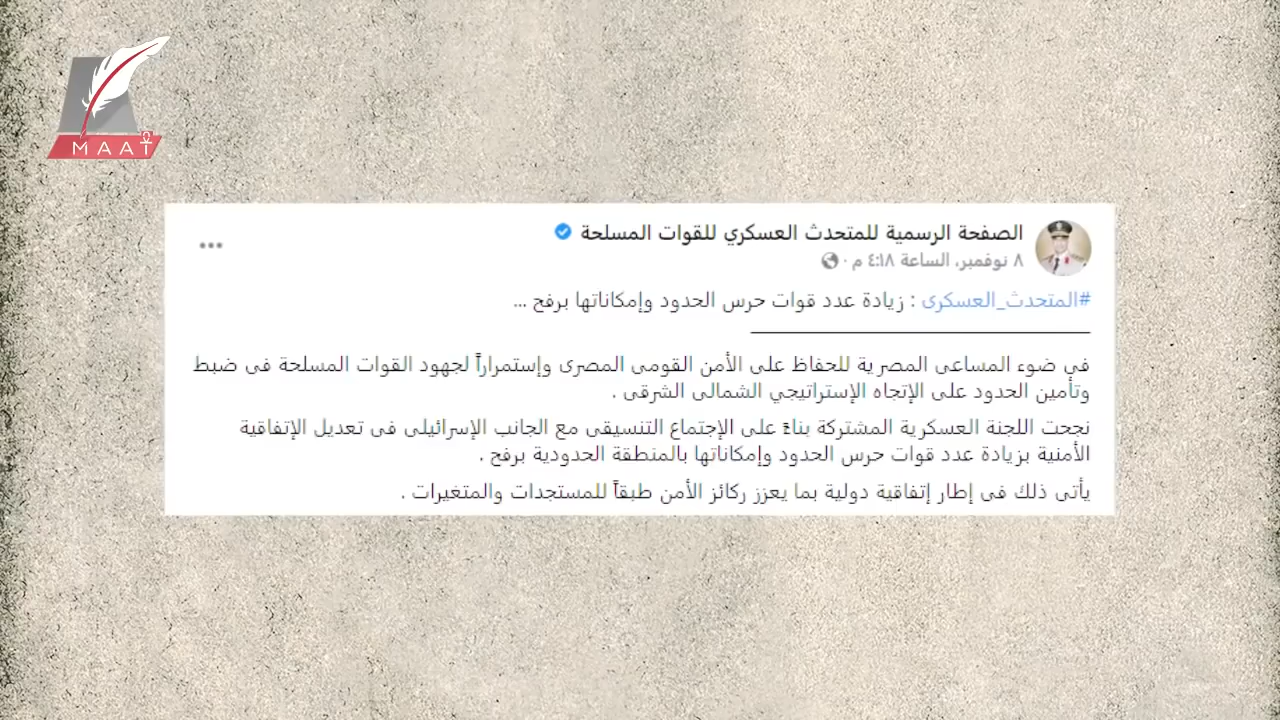 MAAT
الصفحة الرسمية للمتحدث العسكري للقوات المسلحة
٨ نوفمبر، الساعة ٤:١٨ م ·
#المتحدث_العسكرى : زيادة عدد قوات حرس الحدود وإمكاناتها برفح ...
فى ضوء المساعى المصرية للحفاظ على الأمن القومى المصرى وإستمراراً لجهود القوات المسلحة فى ضبط
وتأمين الحدود على الإتجاه الإستراتيجي الشمالى الشرقى .
نجحت اللجنة العسكرية المشتركة بناءً على الإجتماع التنسيقى مع الجانب الإسرائيلى فى تعديل الإتفاقية
الأمنية بزيادة عدد قوات حرس الحدود وإمكاناتها بالمنطقة الحدودية برفح .
يأتى ذلك فى إطار إتفاقية دولية بما يعزز ركائز الأمن طبقاً للمستجدات والمتغيرات .